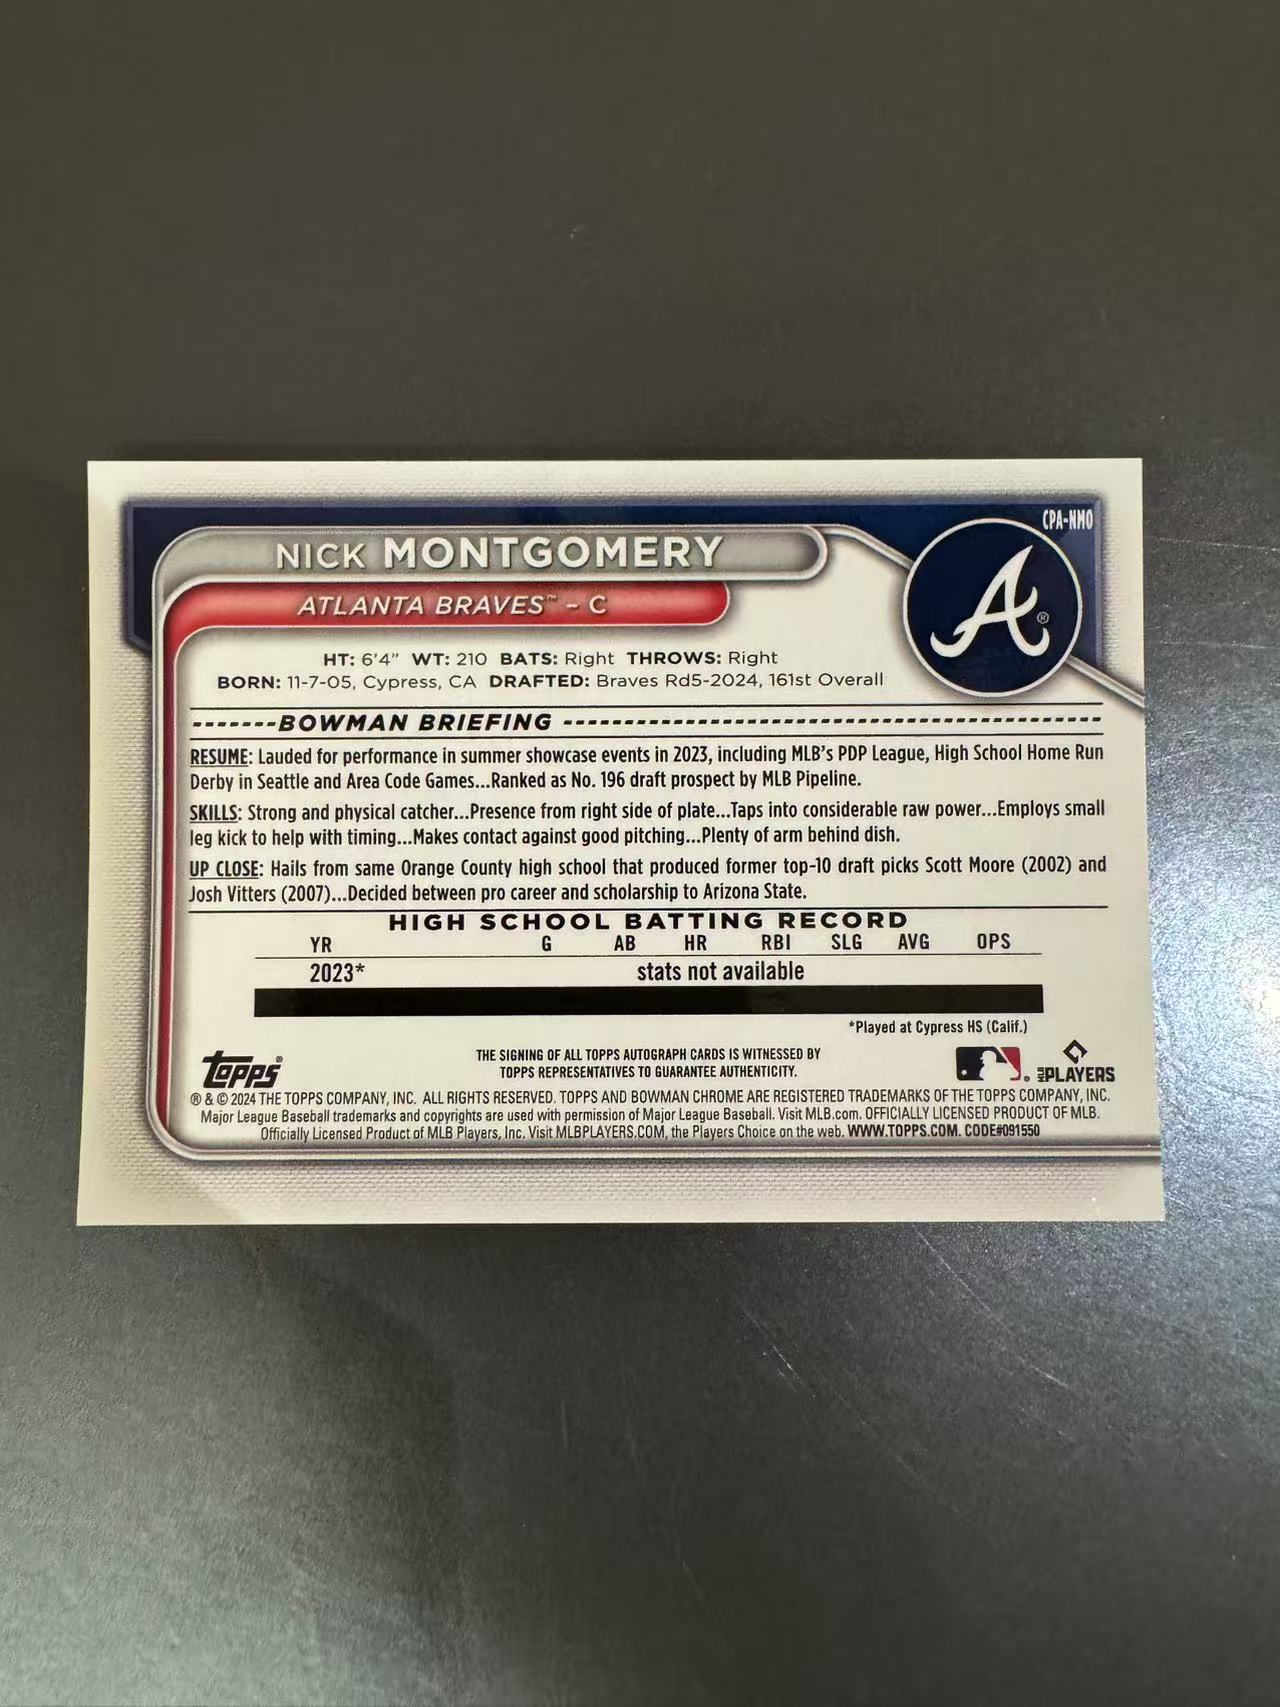 CPA-NMO
NICK MONTGOMERY
ATLANTA BRAVES™ - C
A®
HT: 6'4" WT: 210 BATS: Right THROWS: Right
BORN: 11-7-05, Cypress, CA DRAFTED: Braves Rd5-2024, 161st Overall
-------BOWMAN BRIEFING ------------------------------------
RESUME: Lauded for performance in summer showcase events in 2023, including MLB's PDP League, High School Home Run
Derby in Seattle and Area Code Games...Ranked as No. 196 draft prospect by MLB Pipeline.
SKILLS: Strong and physical catcher...Presence from right side of plate...Taps into considerable raw power...Employs small
leg kick to help with timing...Makes contact against good pitching...Plenty of arm behind dish.
UP CLOSE: Hails from same Orange County high school that produced former top-10 draft picks Scott Moore (2002) and
Josh Vitters (2007)...Decided between pro career and scholarship to Arizona State.
HIGH SCHOOL BATTING RECORD
YR G AB HR RBI SLG AVG OPS
2023* stats not available
*Played at Cypress HS (Calif.)
Topps®
THE SIGNING OF ALL TOPPS AUTOGRAPH CARDS IS WITNESSED BY
TOPPS REPRESENTATIVES TO GUARANTEE AUTHENTICITY.
®
MLB PLAYERS
® & © 2024 THE TOPPS COMPANY, INC. ALL RIGHTS RESERVED. TOPPS AND BOWMAN CHROME ARE REGISTERED TRADEMARKS OF THE TOPPS COMPANY, INC.
Major League Baseball trademarks and copyrights are used with permission of Major League Baseball. Visit MLB.com. OFFICIALLY LICENSED PRODUCT OF MLB.
Officially Licensed Product of MLB Players, Inc. Visit MLBPLAYERS.COM, the Players Choice on the web. WWW.TOPPS.COM. CODE#091550